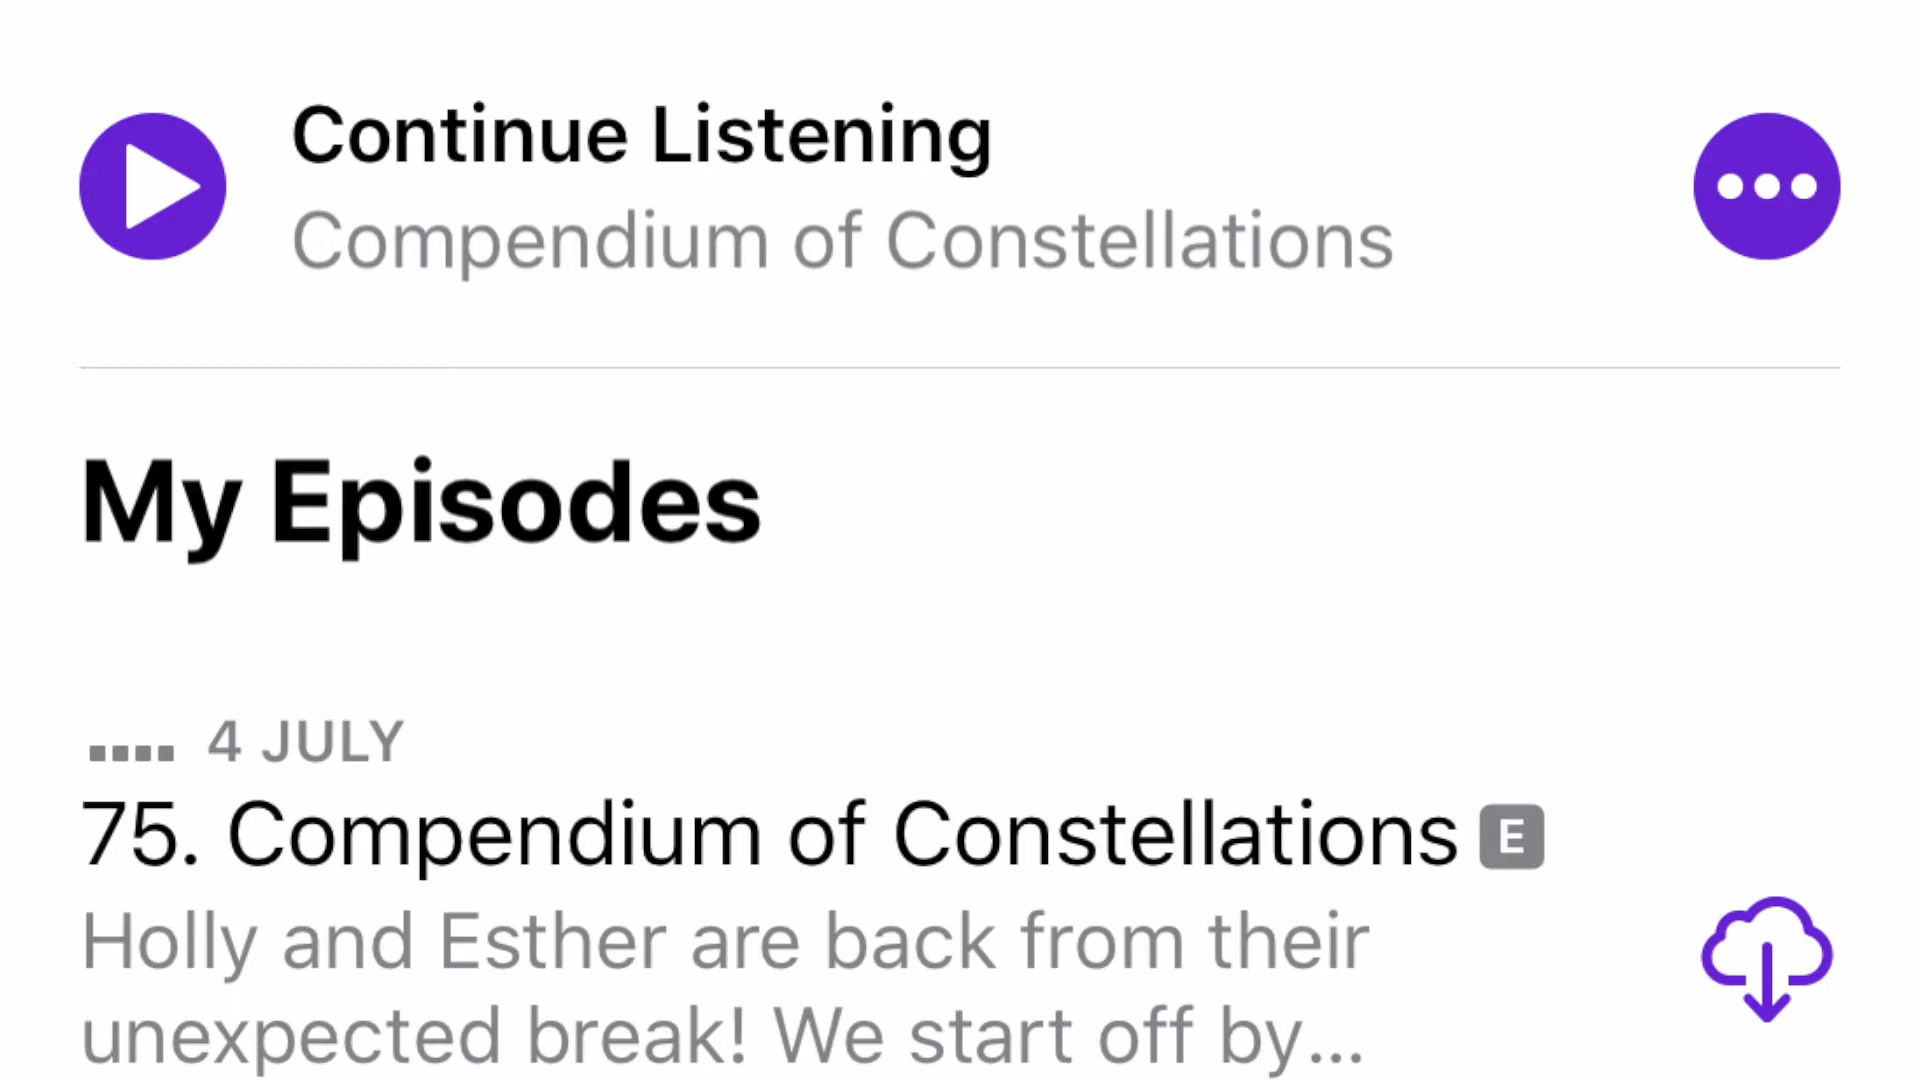 Continue Listening
Compendium of Constellations
My Episodes
4 JULY
75. Compendium of Constellations E
Holly and Esther are back from their
unexpected break! We start off by...